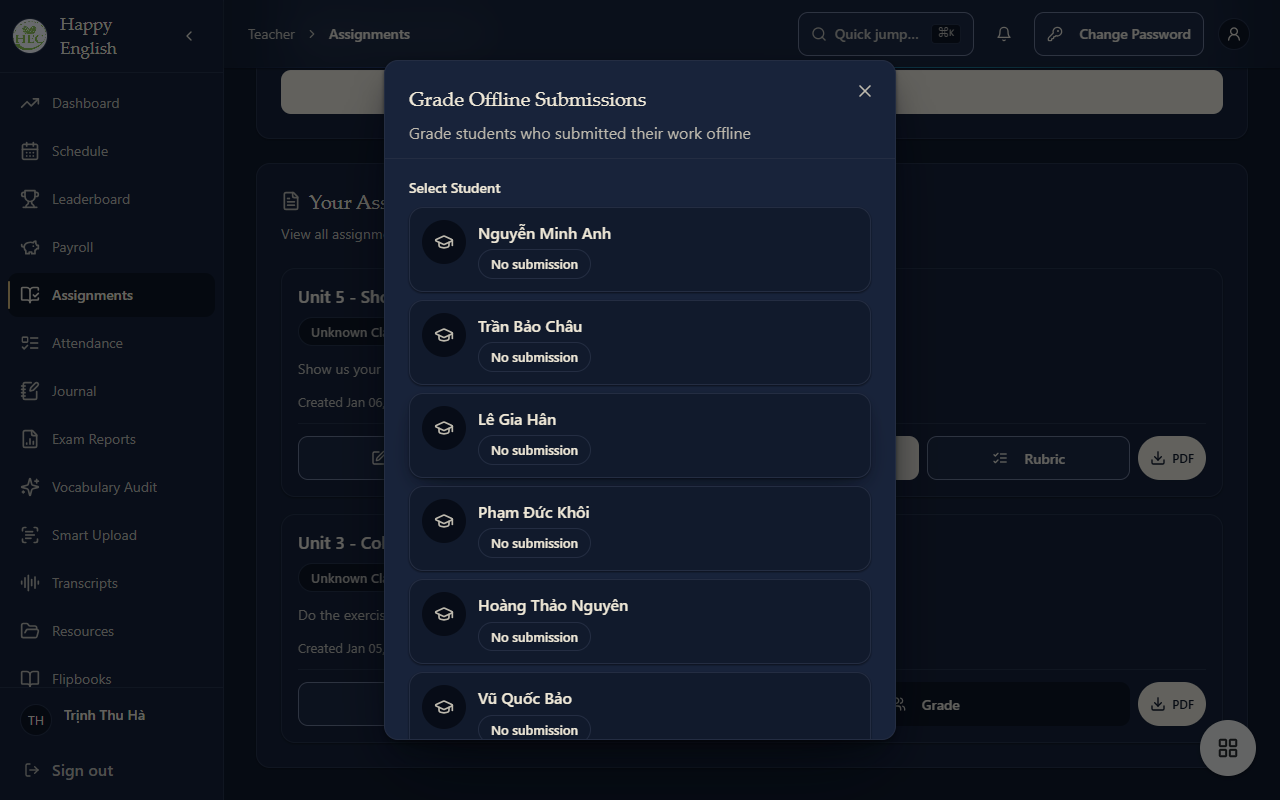 Happy
English
Dashboard
Schedule
Leaderboard
Payroll
Assignments
Attendance
Journal
Exam Reports
Vocabulary Audit
Smart Upload
Transcripts
Resources
Flipbooks
TH
Trịnh Thu Hà
Sign out
Teacher
Assignments
Quick jump...
⌘K
Change Password
Your Ass
View all assignm
Unit 5 - Sho
Unknown Cla
Show us your
Created Jan 06,
Rubric
PDF
Unit 3 - Col
Unknown Cla
Do the exercis
Created Jan 05,
Grade
PDF
Grade Offline Submissions
Grade students who submitted their work offline
Select Student
Nguyễn Minh Anh
No submission
Trần Bảo Châu
No submission
Lê Gia Hân
No submission
Phạm Đức Khôi
No submission
Hoàng Thảo Nguyên
No submission
Vũ Quốc Bảo
No submission